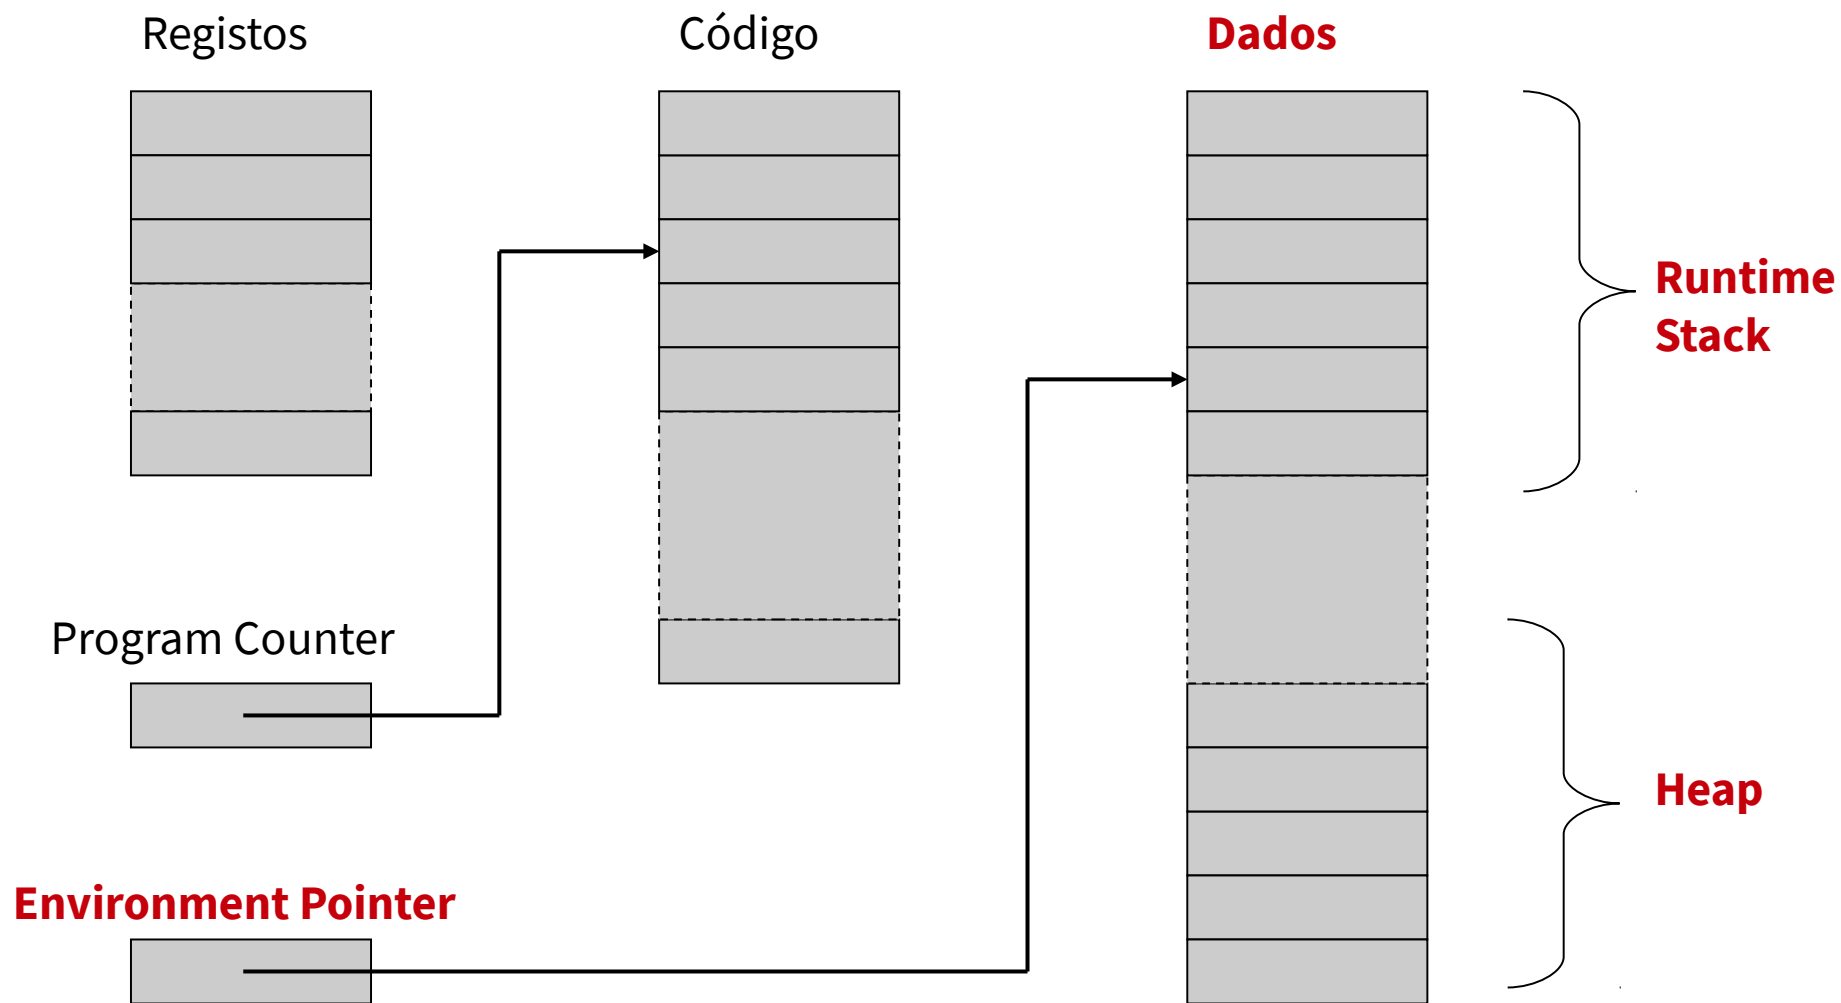 Registos
Código
Dados
Runtime
Stack
Program Counter
Heap
Environment Pointer